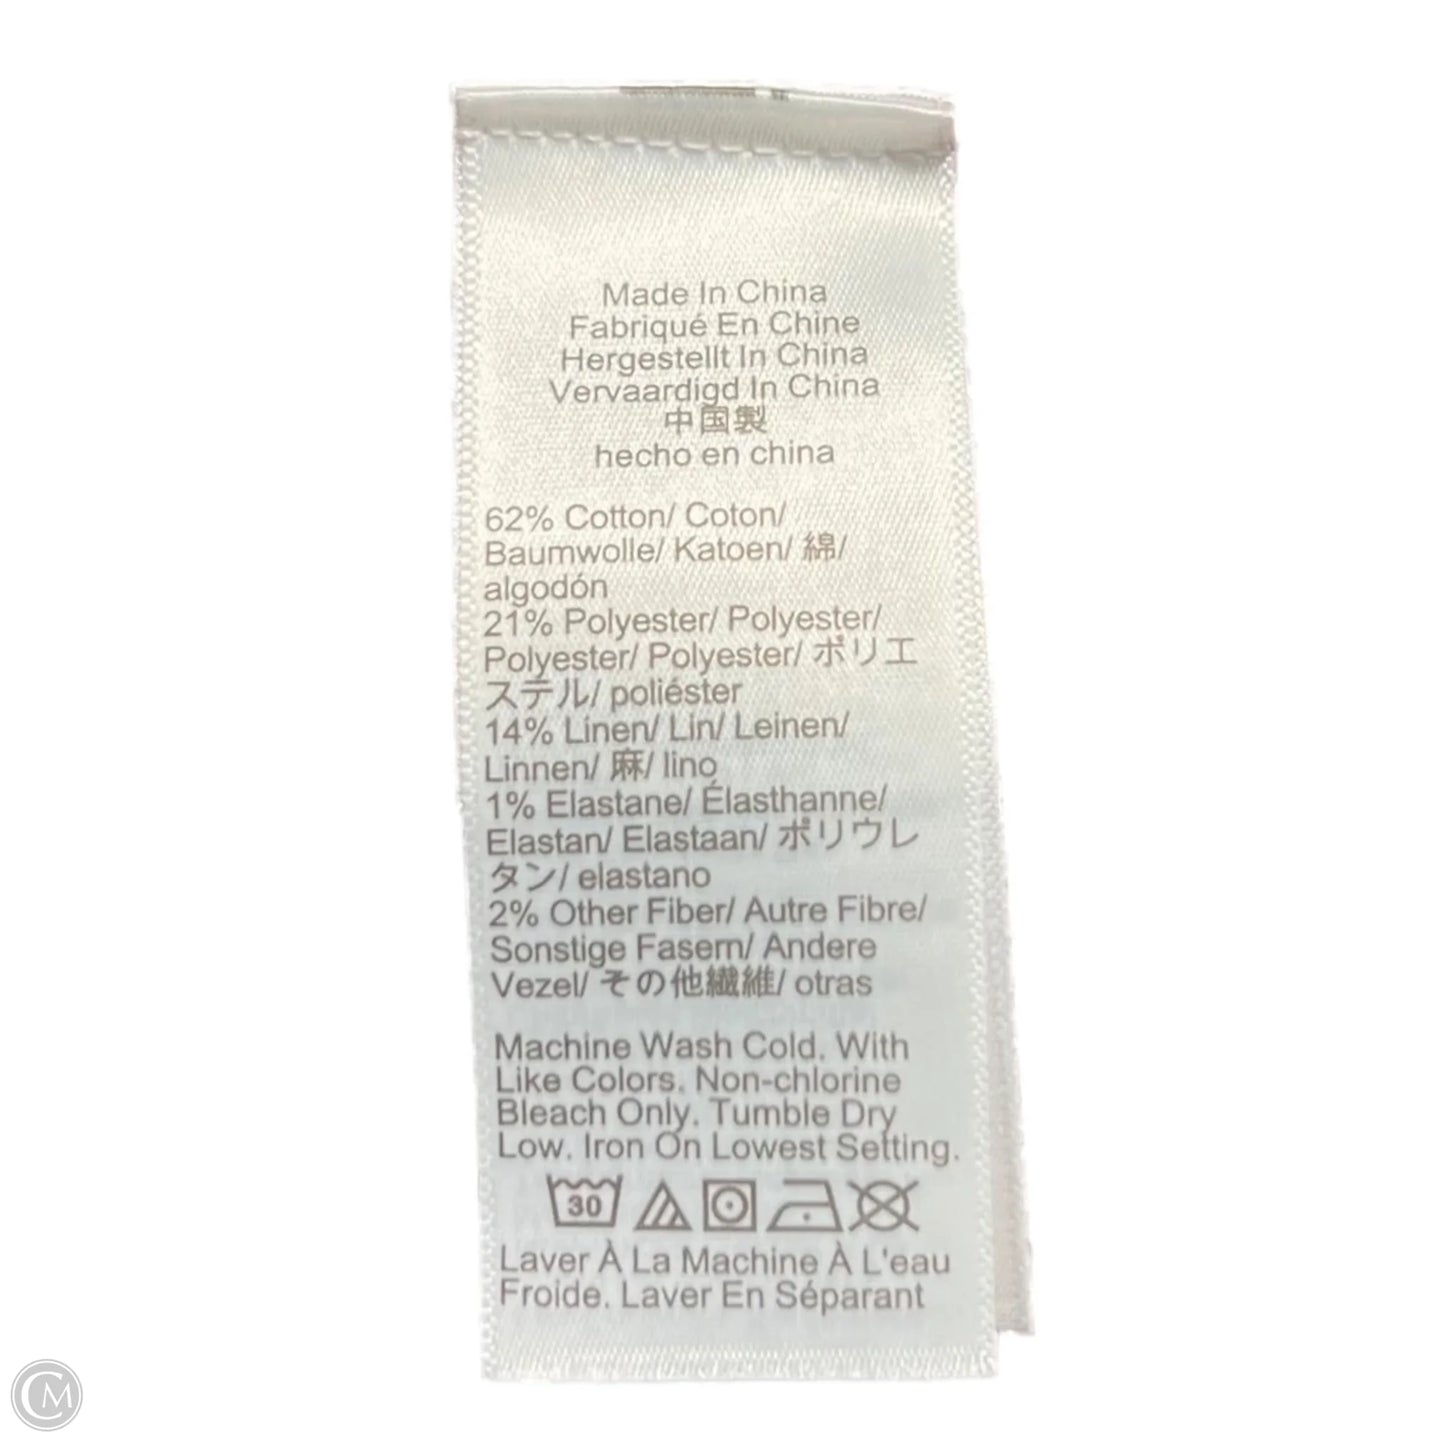 Made In China
Fabriqué En Chine
Hergestellt In China
Vervaardigd In China
中国製
hecho en china
62% Cotton/ Coton/
Baumwolle/ Katoen/ 綿/
algodón
21% Polyester/ Polyester/
Polyester/ Polyester/ ポリエ
ステル/ poliéster
14% Linen/ Lin/ Leinen/
Linnen/ 麻/ lino
1% Elastane/ Élasthanne/
Elastan/ Elastaan/ ポリウレ
タン/ elastano
2% Other Fiber/ Autre Fibre/
Sonstige Fasern/ Andere
Vezel/ その他繊維/ otras
Machine Wash Cold. With
Like Colors. Non-chlorine
Bleach Only. Tumble Dry
Low. Iron On Lowest Setting.
30
Laver À La Machine À L'eau
Froide. Laver En Séparant
CM